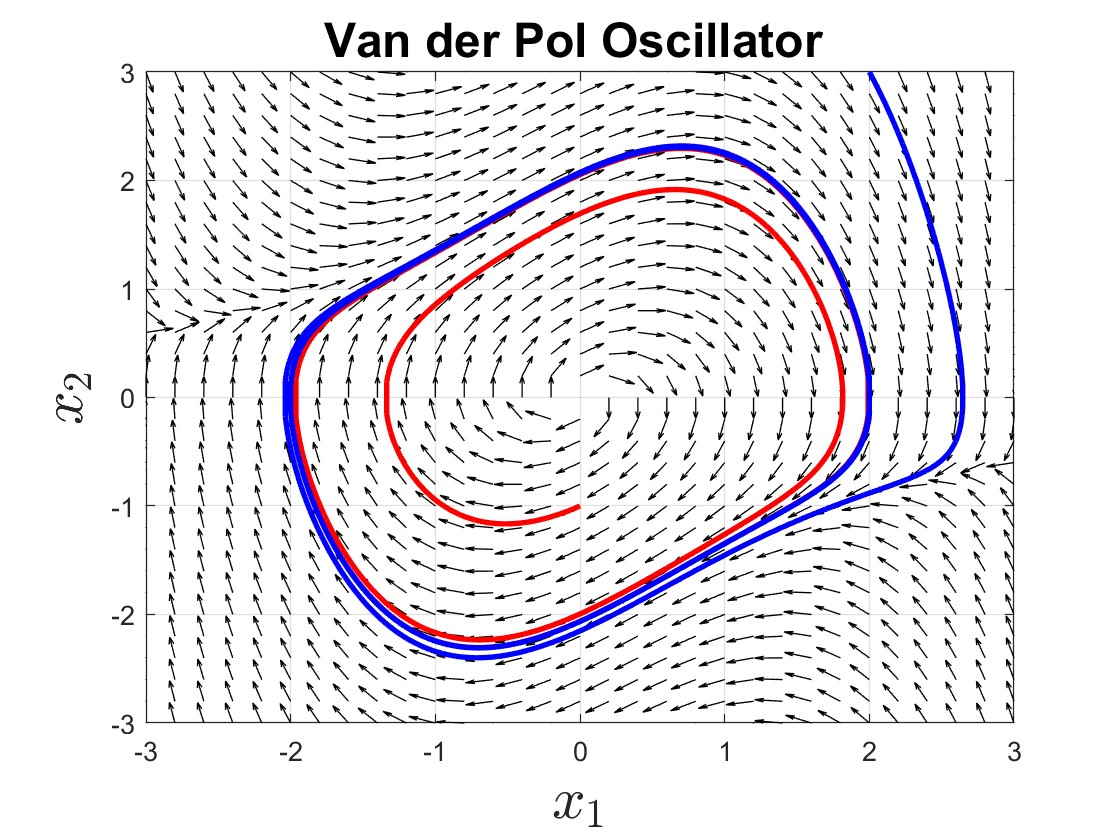 Van der Pol Oscillator
3
2
1
0
-1
-2
-3
x₂
-3 -2 -1 0 1 2 3
x₁